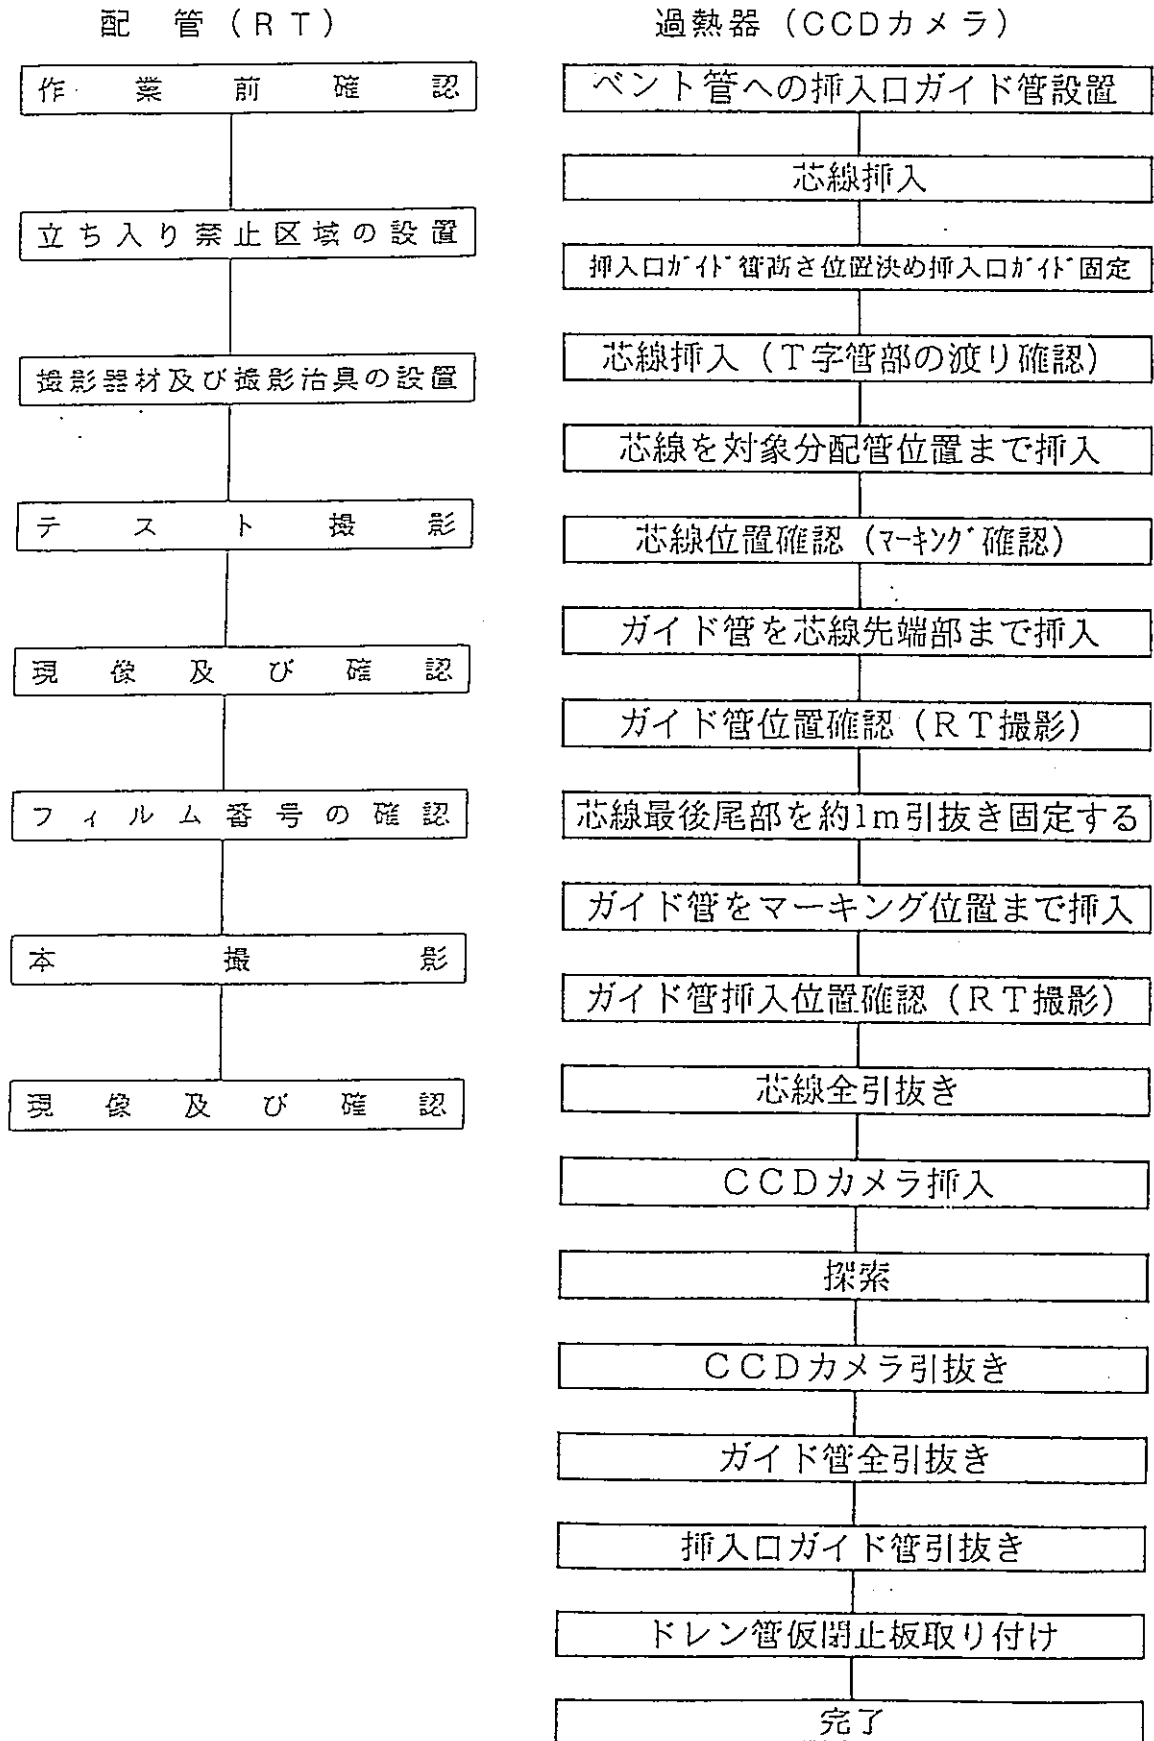 配管（RT）
作業前確認
立ち入り禁止区域の設置
撮影器材及び撮影治具の設置
テスト撮影
現像及び確認
フィルム番号の確認
本撮影
現像及び確認
過熱器（CCDカメラ）
ベント管への挿入口ガイド管設置
芯線挿入
挿入口ｶﾞｲﾄﾞ管高さ位置決め挿入口ｶﾞｲﾄﾞ固定
芯線挿入（T字管部の渡り確認）
芯線を対象分配管位置まで挿入
芯線位置確認（ﾏｰｷﾝｸﾞ確認）
ガイド管を芯線先端部まで挿入
ガイド管位置確認（RT撮影）
芯線最後尾部を約1m引抜き固定する
ガイド管をマーキング位置まで挿入
ガイド管挿入位置確認（RT撮影）
芯線全引抜き
CCDカメラ挿入
探索
CCDカメラ引抜き
ガイド管全引抜き
挿入口ガイド管引抜き
ドレン管仮閉止板取り付け
完了